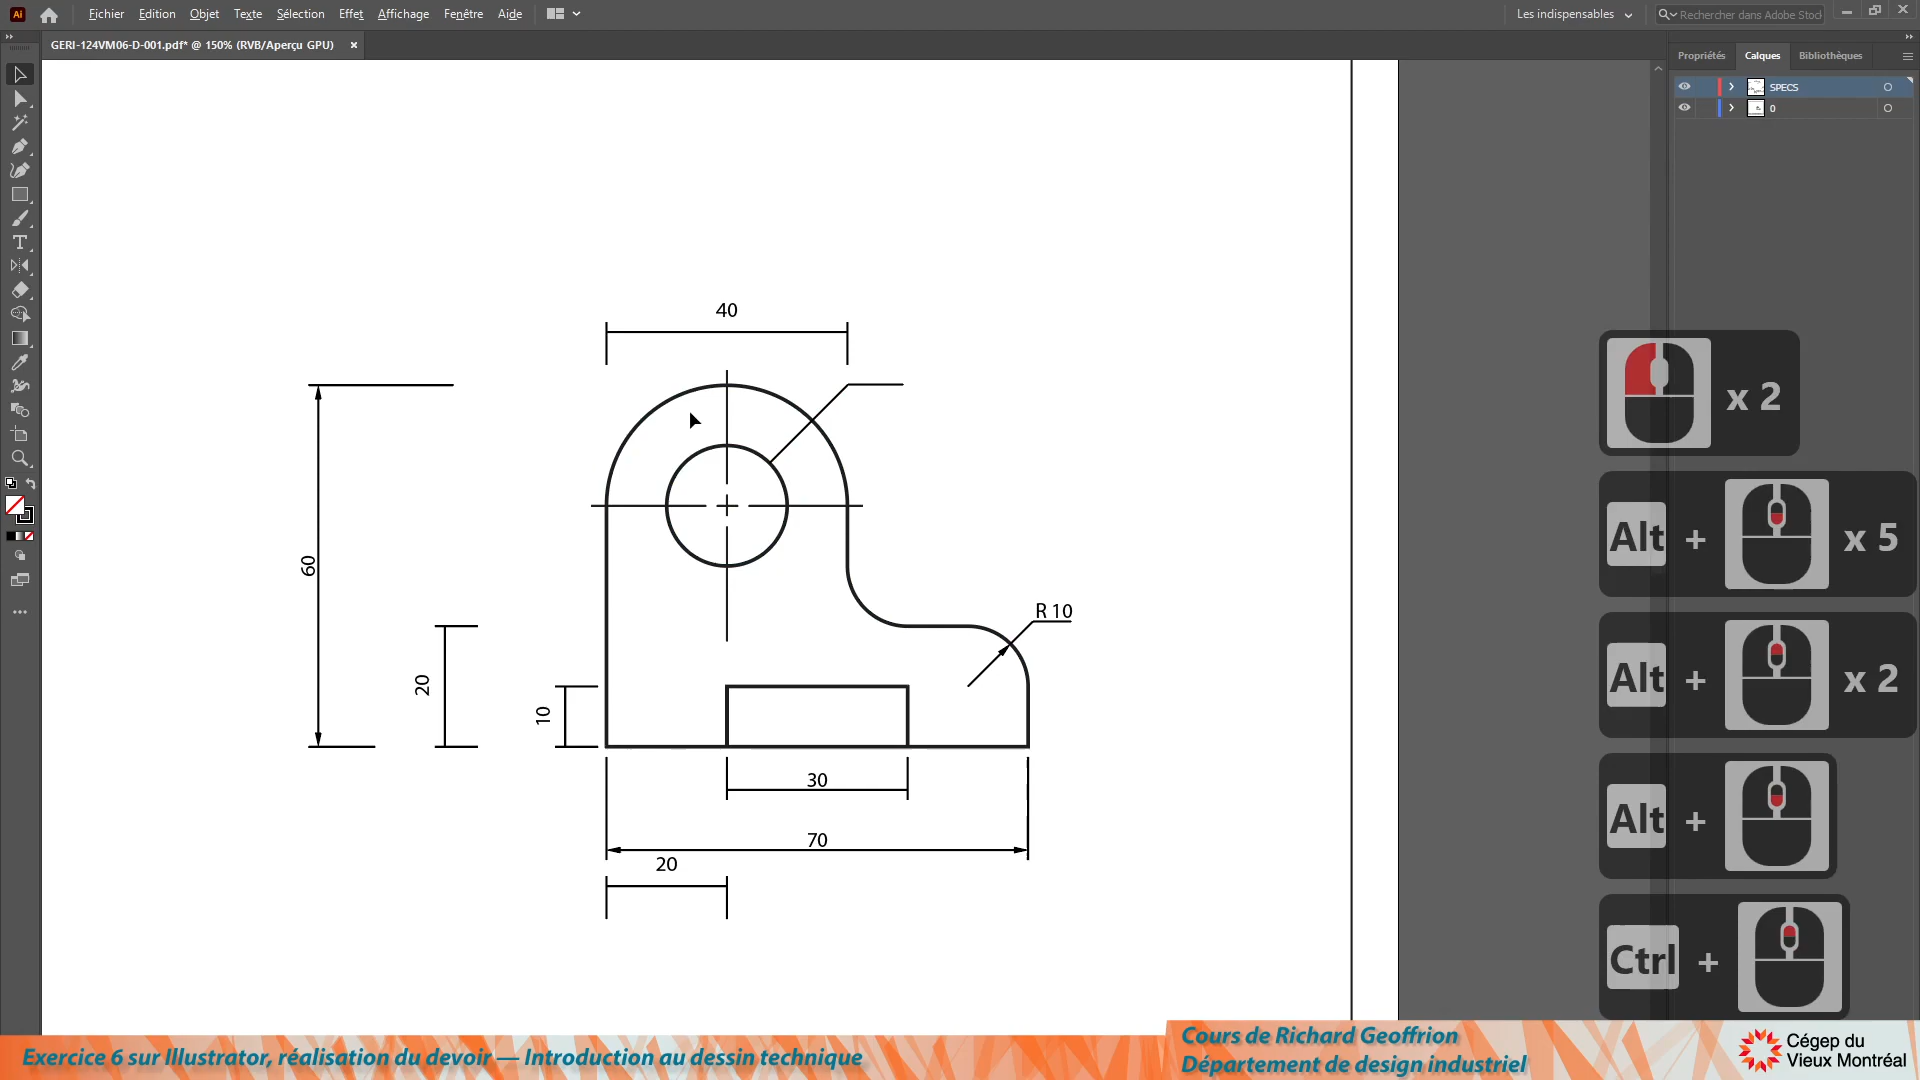 Ai
Fichier Edition Objet Texte Sélection Effet Affichage Fenêtre Aide
Les indispensables
Rechercher dans Adobe Stock
GERI-124VM06-D-001.pdf* @ 150% (RVB/Aperçu GPU)
Propriétés Calques Bibliothèques
SPECS
0
40
60
R 10
20
10
30
70
20
x 2
Alt + x 5
Alt + x 2
Alt +
Ctrl +
Exercice 6 sur Illustrator, réalisation du devoir — Introduction au dessin technique
Cours de Richard Geoffrion
Département de design industriel
Cégep du
Vieux Montréal